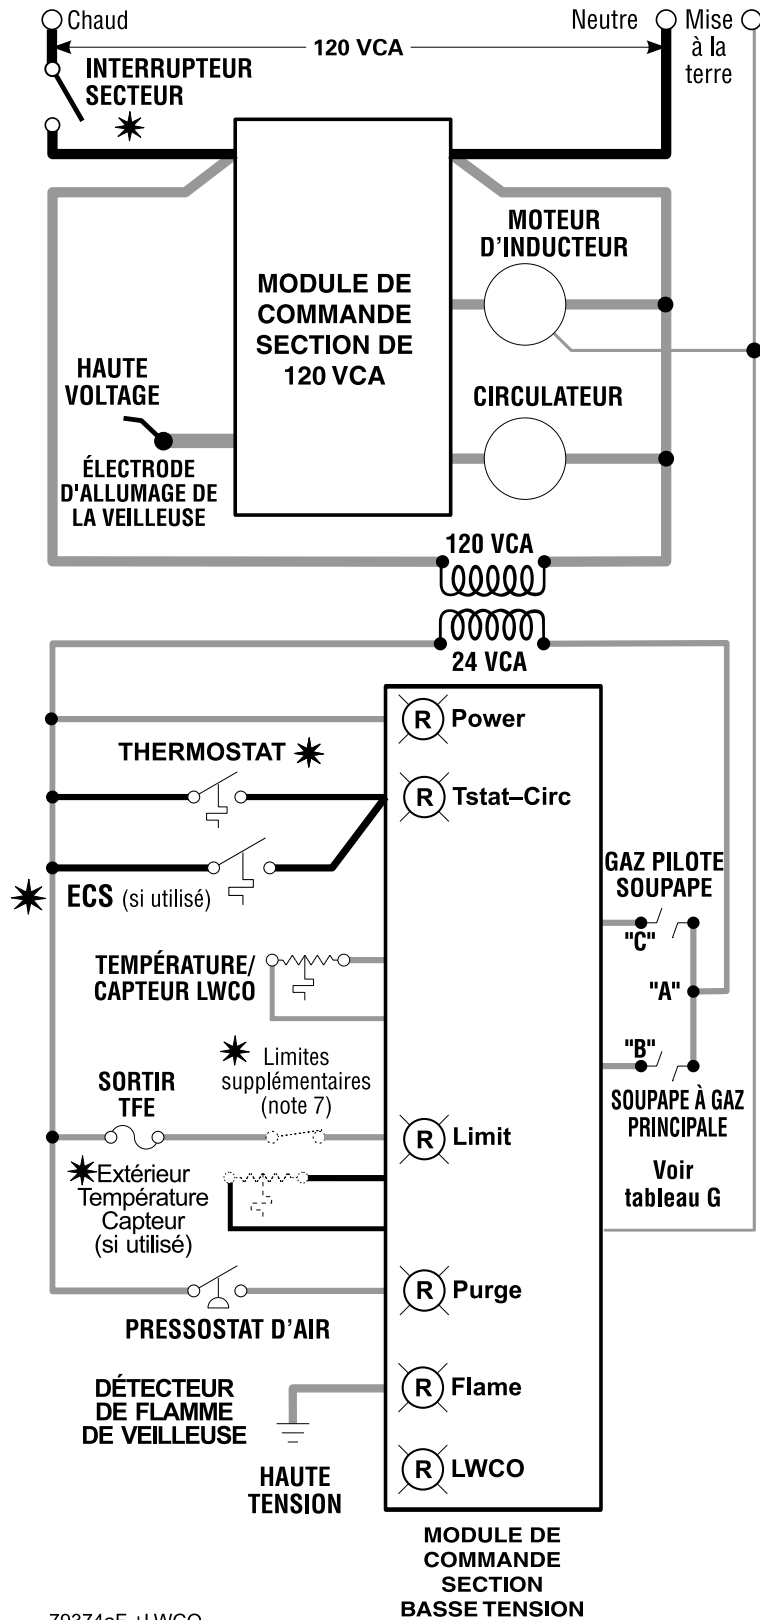 Chaud
Neutre
Mise
à la
terre
120 VCA
INTERRUPTEUR
SECTEUR
MOTEUR
D'INDUCTEUR
MODULE DE
COMMANDE
SECTION DE
120 VCA
HAUTE
VOLTAGE
CIRCULATEUR
ÉLECTRODE
D'ALLUMAGE DE
LA VEILLEUSE
120 VCA
24 VCA
R Power
THERMOSTAT
R Tstat–Circ
ECS (si utilisé)
GAZ PILOTE
SOUPAPE
"C"
"A"
"B"
SOUPAPE À GAZ
PRINCIPALE
Voir
tableau G
TEMPÉRATURE/
CAPTEUR LWCO
SORTIR
TFE
Limites
supplémentaires
(note 7)
R Limit
Extérieur
Température
Capteur
(si utilisé)
R Purge
PRESSOSTAT D'AIR
DÉTECTEUR
DE FLAMME
DE VEILLEUSE
R Flame
HAUTE
TENSION
R LWCO
MODULE DE
COMMANDE
SECTION
BASSE TENSION